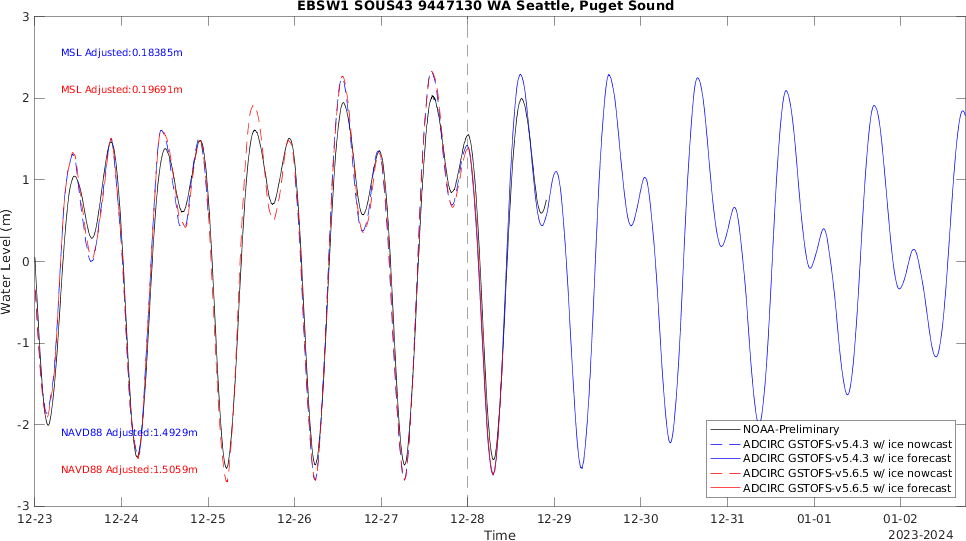 EBSW1 SOUS43 9447130 WA Seattle, Puget Sound
3
2
1
0
-1
-2
-3
Water Level (m)
MSL Adjusted:0.18385m
MSL Adjusted:0.19691m
NAVD88 Adjusted:1.4929m
NAVD88 Adjusted:1.5059m
NOAA-Preliminary
ADCIRC GSTOFS-v5.4.3 w/ ice nowcast
ADCIRC GSTOFS-v5.4.3 w/ ice forecast
ADCIRC GSTOFS-v5.6.5 w/ ice nowcast
ADCIRC GSTOFS-v5.6.5 w/ ice forecast
12-23 12-24 12-25 12-26 12-27 12-28 12-29 12-30 12-31 01-01 01-02
Time
2023-2024